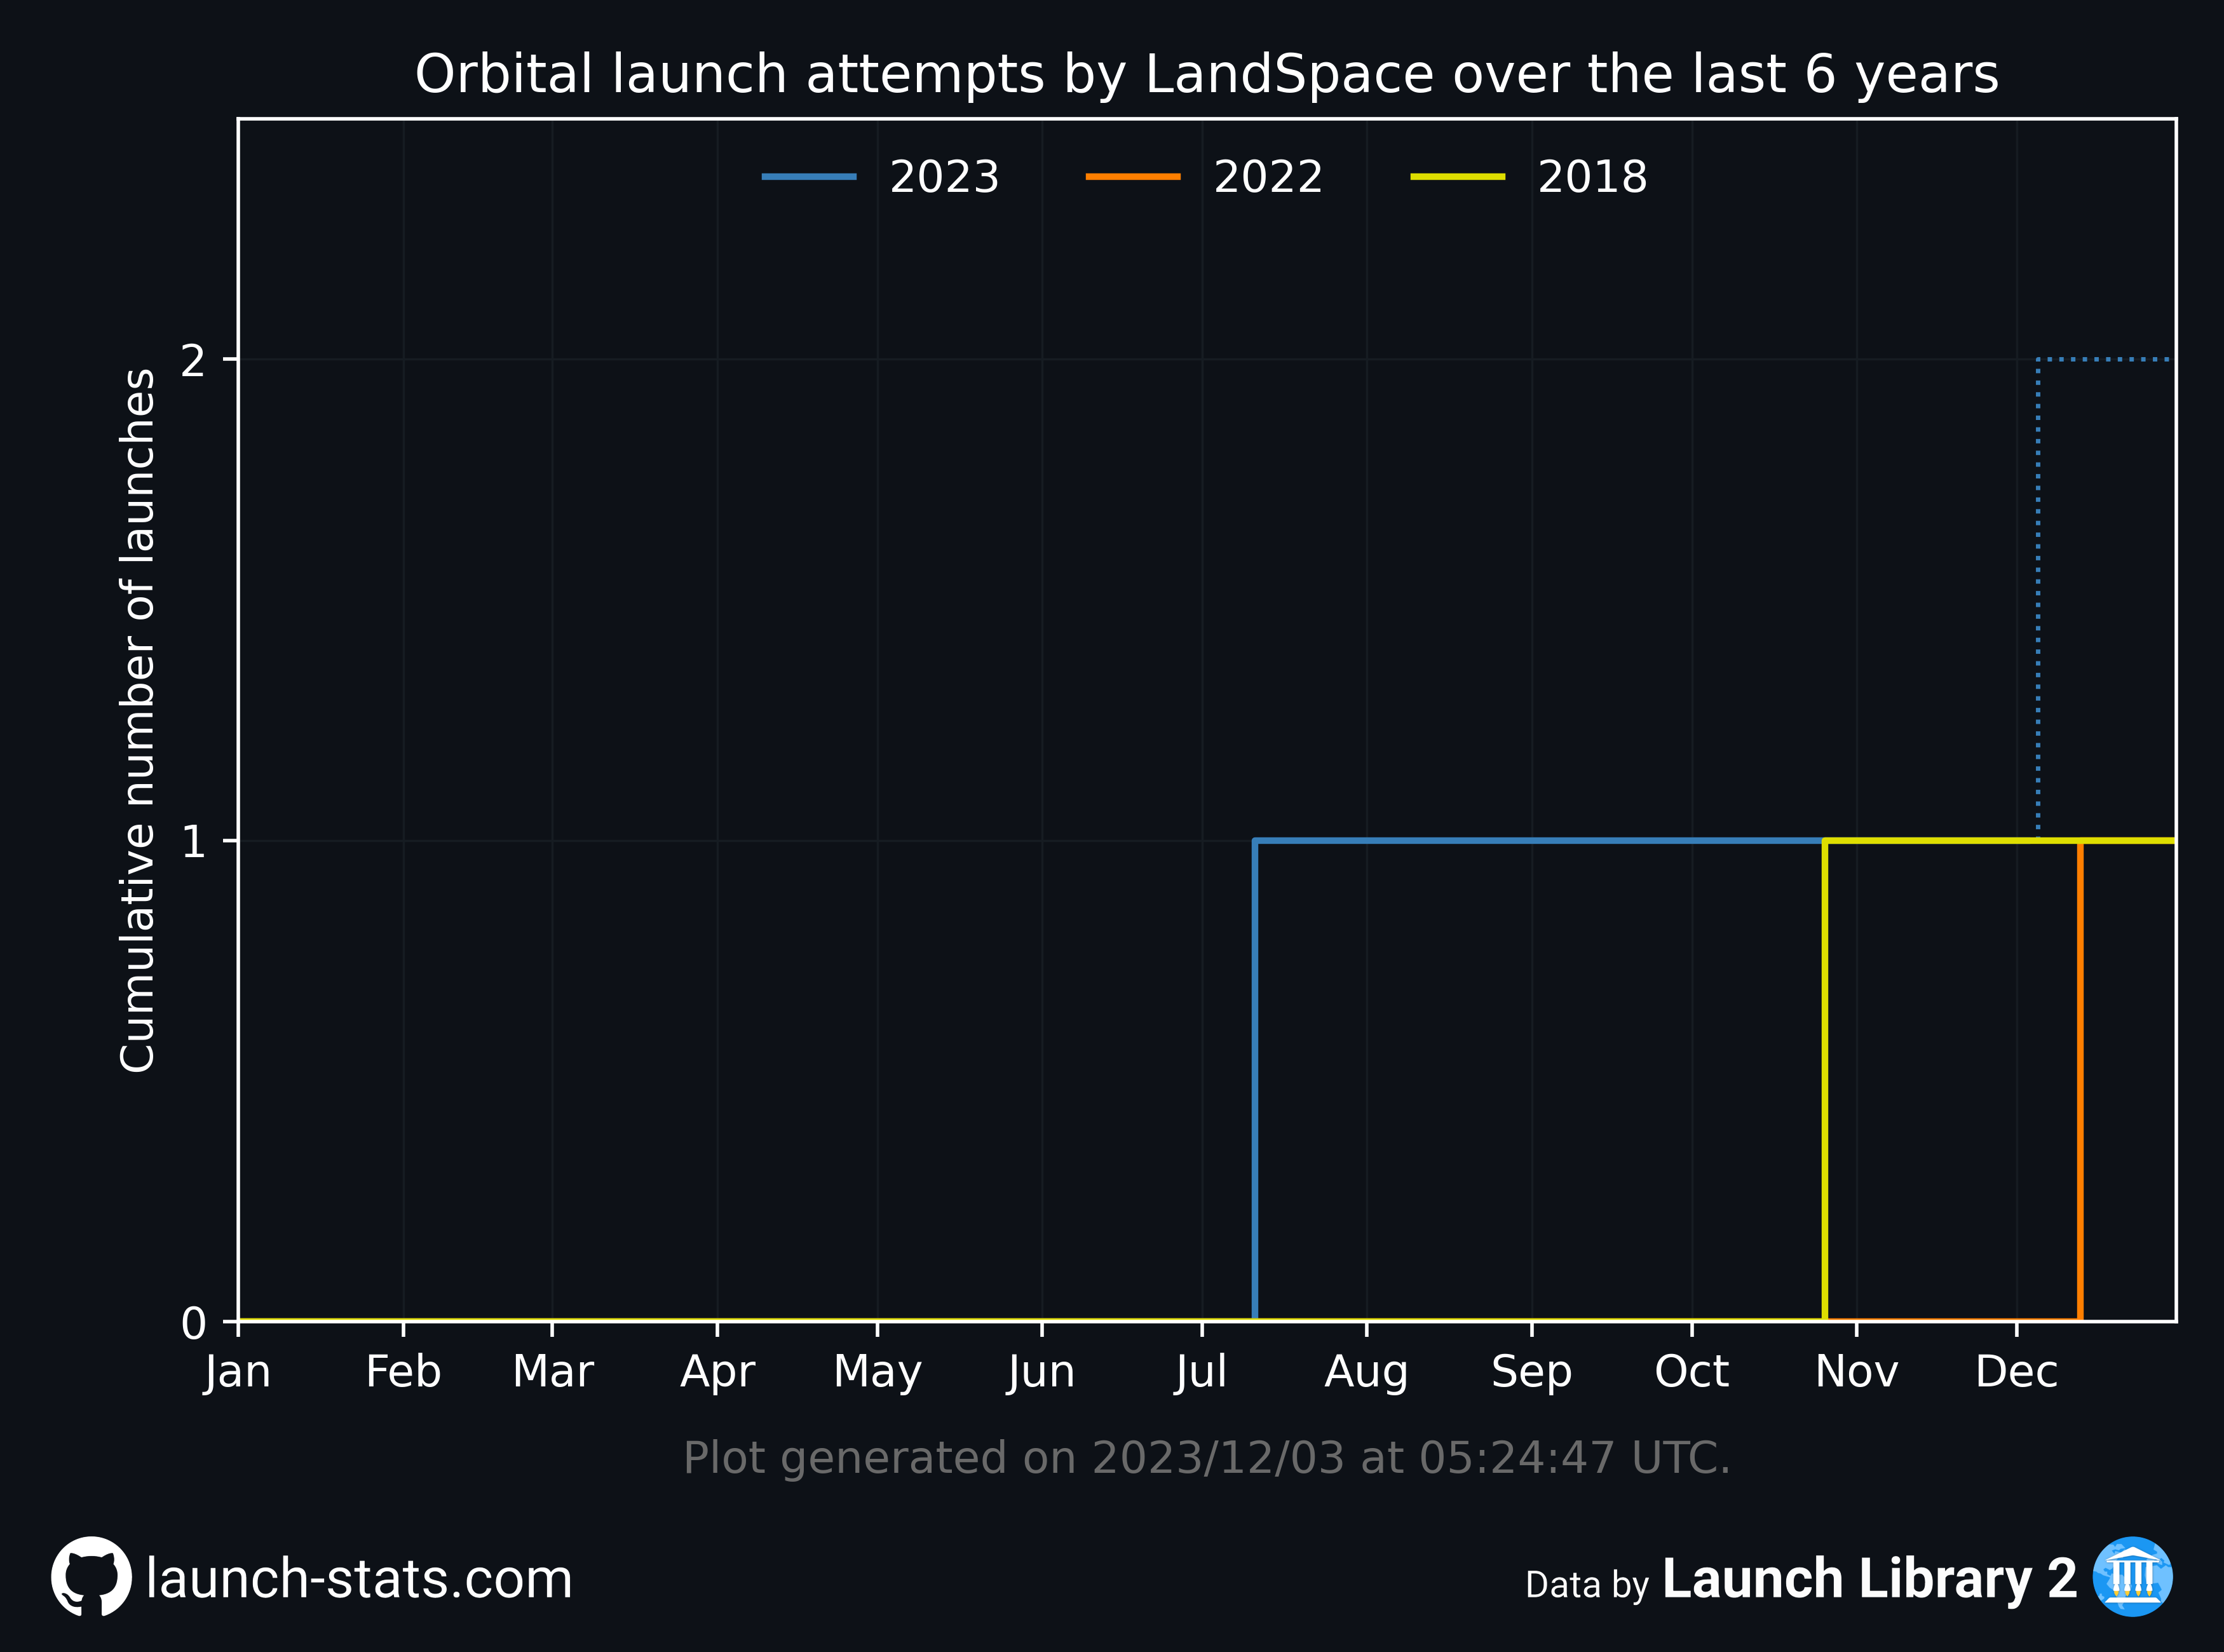 Orbital launch attempts by LandSpace over the last 6 years
2023 2022 2018
Cumulative number of launches
2
1
0
Jan Feb Mar Apr May Jun Jul Aug Sep Oct Nov Dec
Plot generated on 2023/12/03 at 05:24:47 UTC.
launch-stats.com
Data by Launch Library 2